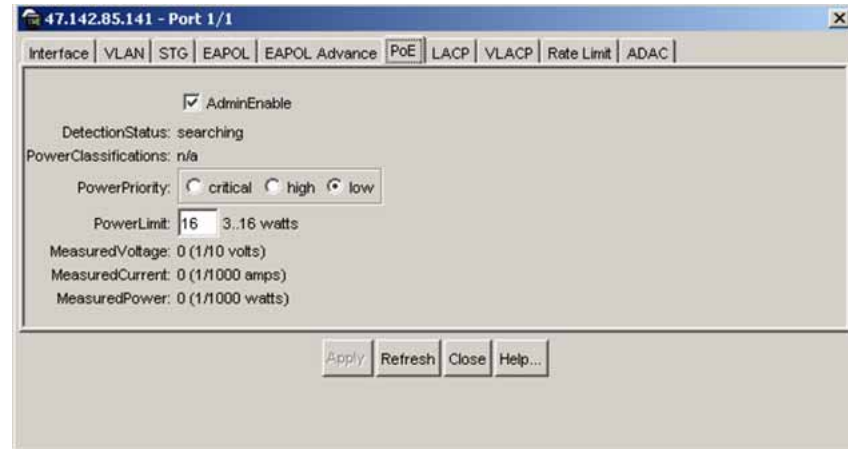 47.142.85.141 - Port 1/1
Interface VLAN STG EAPOL EAPOL Advance PoE LACP VLACP Rate Limit ADAC
AdminEnable
DetectionStatus: searching
PowerClassifications: n/a
PowerPriority: critical high low
PowerLimit: 16 3..16 watts
MeasuredVoltage: 0 (1/10 volts)
MeasuredCurrent: 0 (1/1000 amps)
MeasuredPower: 0 (1/1000 watts)
Apply Refresh Close Help...